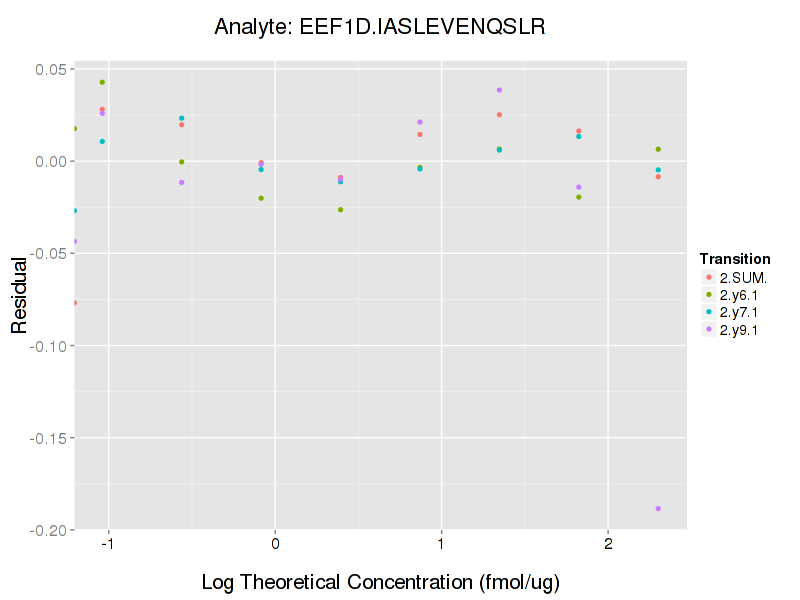 Analyte: EEF1D.IASLEVENQSLR
Residual
0.05
0.00
-0.05
-0.10
-0.15
-0.20
-1
0
1
2
Log Theoretical Concentration (fmol/ug)
Transition
2.SUM.
2.y6.1
2.y7.1
2.y9.1